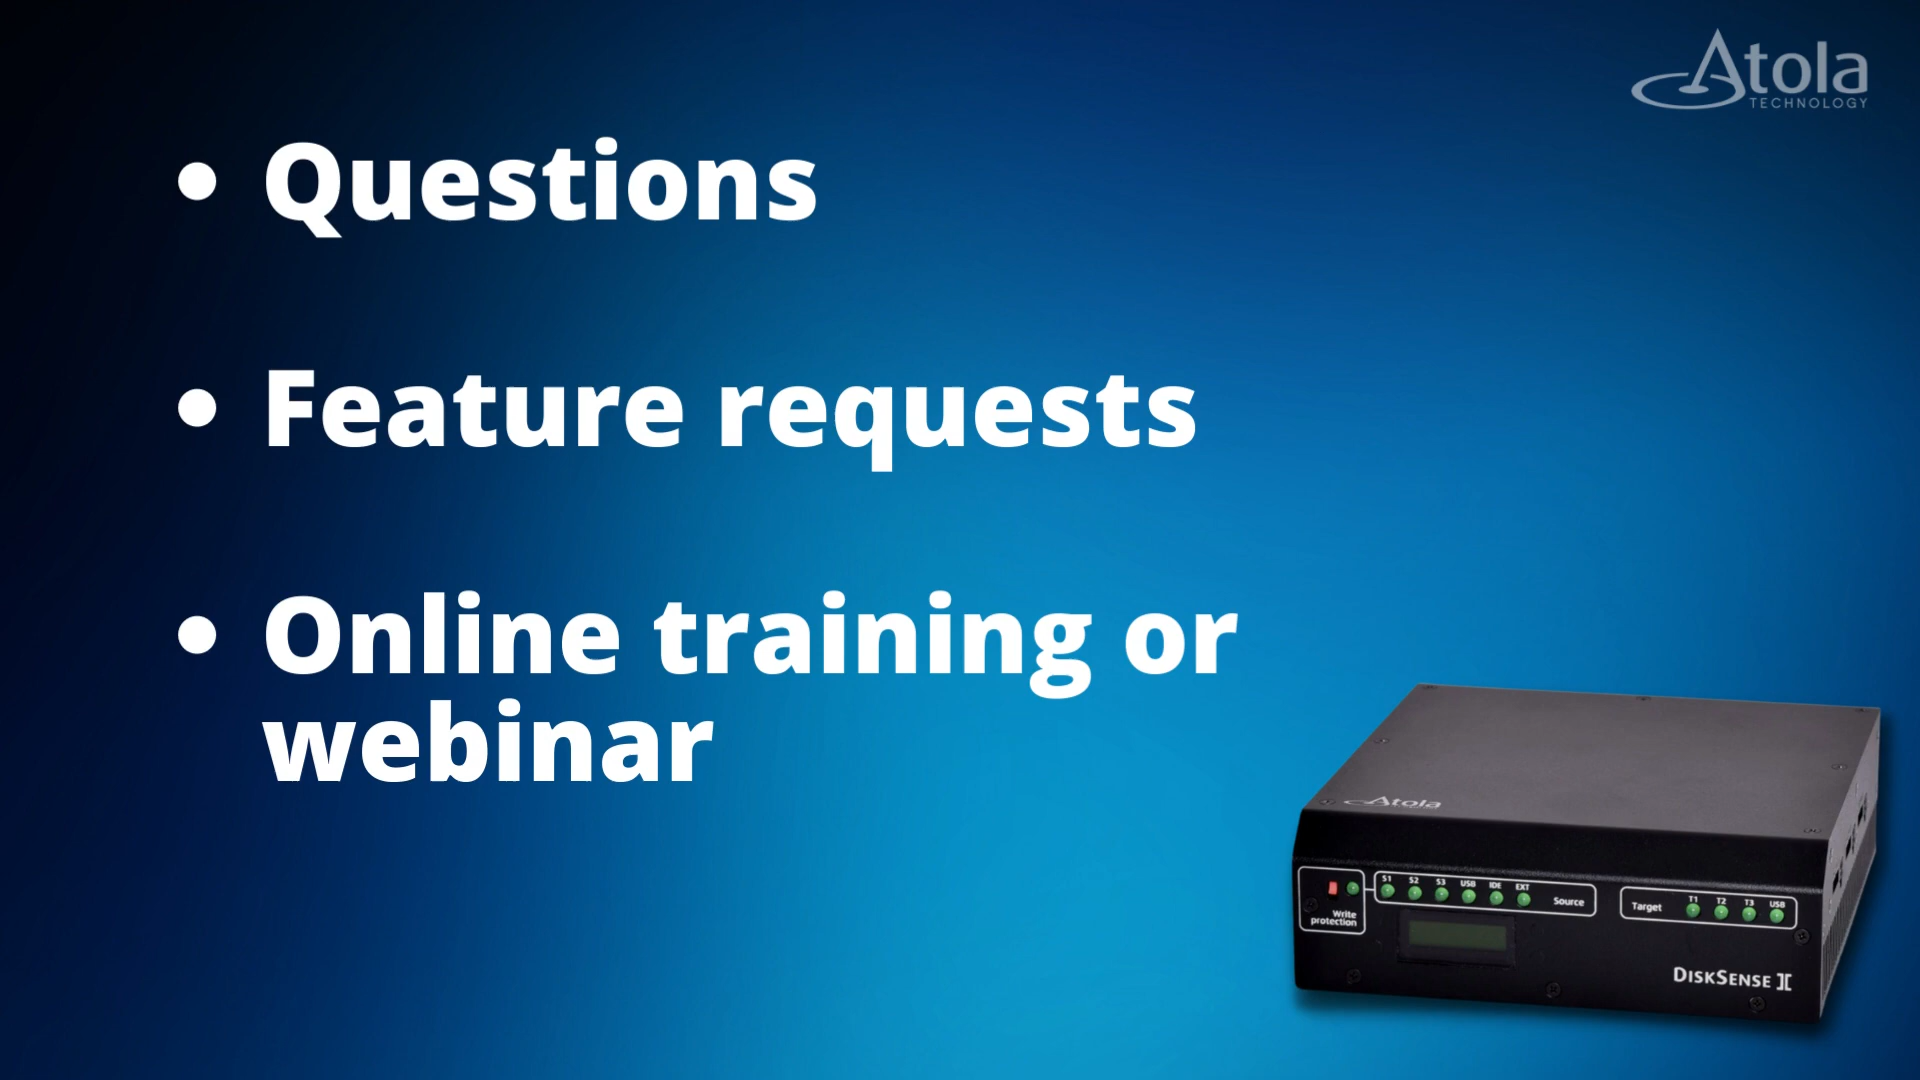 Atola
TECHNOLOGY
• Questions
• Feature requests
• Online training or
webinar
Atola
S1 S2 S3 USB IDE EXT
Source
Write
protection
Target
T1 T2 T3 USB
DISKSENSE II